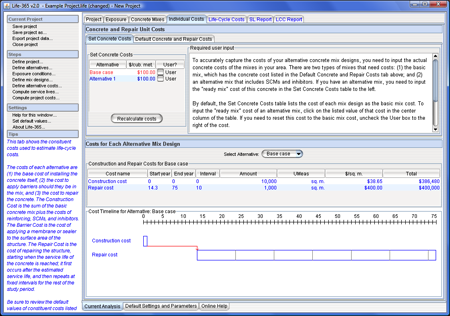 Life-365 v2.0 - Example Project.life (changed) - New Project
Current Project
Save project
Save project as...
Export project data...
Close project
Steps
Define project...
Define alternatives...
Exposure conditions...
Define mix designs...
Define alternative costs...
Compute service lives...
Compute project costs...
Settings
Help for this window...
Set default values...
About Life-365...
Tips
This tab shows the constituent costs used to estimate life-cycle costs.
The costs of each alternative are (1) the base cost of installing the concrete itself, (2) the cost to apply barriers should they be in the mix, and (3) the cost to repair the concrete. The Construction Cost is the sum of the basic concrete mix plus the costs of reinforcing, SCMs, and inhibitors. The Barrier Cost is the cost of applying a membrane or sealer to the surface area of the structure. The Repair Cost is the cost of repairing the structure, starting when the service life of the concrete is reached; it first occurs after the estimated service life, and then repeats at fixed intervals for the rest of the study period.
Be sure to review the default values of constituent costs listed
Project Exposure Concrete Mixes Individual Costs Life-Cycle Costs SL Report LCC Report
Concrete and Repair Unit Costs
Set Concrete Costs Default Concrete and Repair Costs
Set Concrete Costs
Alternative $/cub. met. User?
Base case $100.00 User
Alternative 1 $100.00 User
Recalculate costs
Required user input
To accurately capture the costs of your alternative concrete mix designs, you need to input the actual concrete costs of the mixes in your area. There are two types of mixes that need costs: (1) the basic mix, which has the concrete cost listed in the Default Concrete and Repair Costs tab above; and (2) an alternative mix that includes SCMs and inhibitors. If you have an alternative mix, you need to input the "ready mix" cost of this concrete in the Set Concrete Costs table to the left.
By default, the Set Concrete Costs table lists the cost of each mix design as the basic mix cost. To input the "ready mix" cost of an alternative mix, click on the listed value of that cost in the center column of the table. If you need to reset this cost to the basic mix cost, uncheck the User box to the right of the cost.
Costs for Each Alternative Mix Design
Select Alternative: Base case
Construction and Repair Costs for Base case
Cost name Start year End year Interval Amount UMeas $/sq. m. Total
Construction cost 0 0 0 10,000 sq. m. $38.65 $386,480
Repair cost 14.3 75 10 1,000 sq. m. $400.00 $400,000
Cost Timeline for Alternative: Base case
0 5 10 15 20 25 30 35 40 45 50 55 60 65 70 75
Construction cost
Repair cost
Current Analysis Default Settings and Parameters Online Help